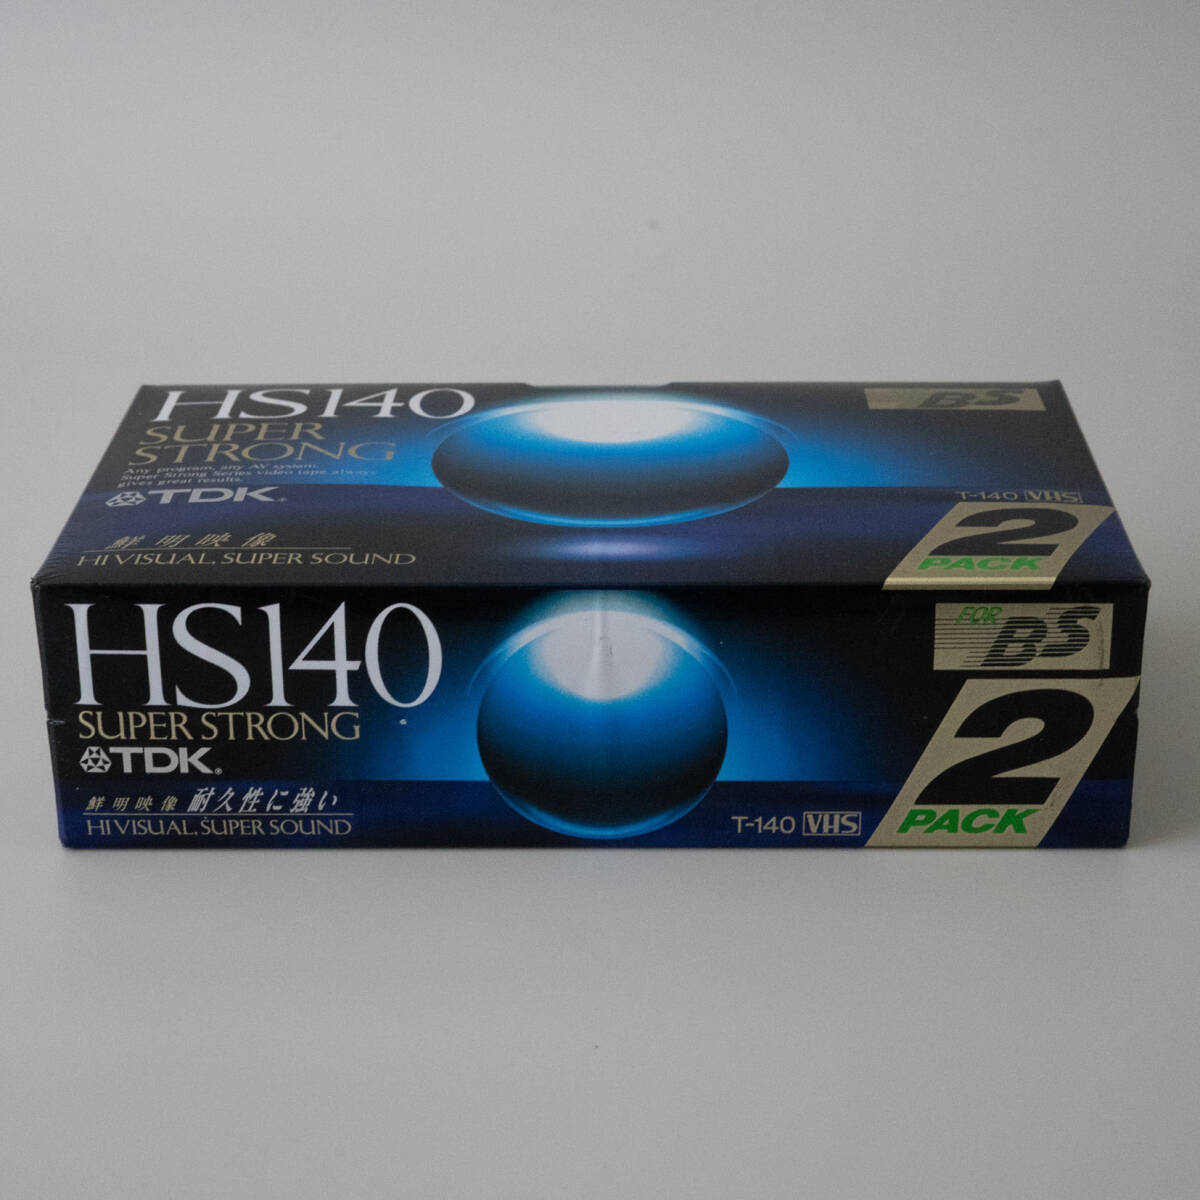 HS140
SUPER
STRONG
Any program, any AV system.
Super Strong Series video tape always
gives great results.
TDK®
鮮明映像
HI VISUAL, SUPER SOUND
BS
T-140 VHS
2
PACK
HS140
SUPER STRONG
TDK®
鮮明映像 耐久性に強い
HI VISUAL, SUPER SOUND
FOR
BS
T-140 VHS
2
PACK